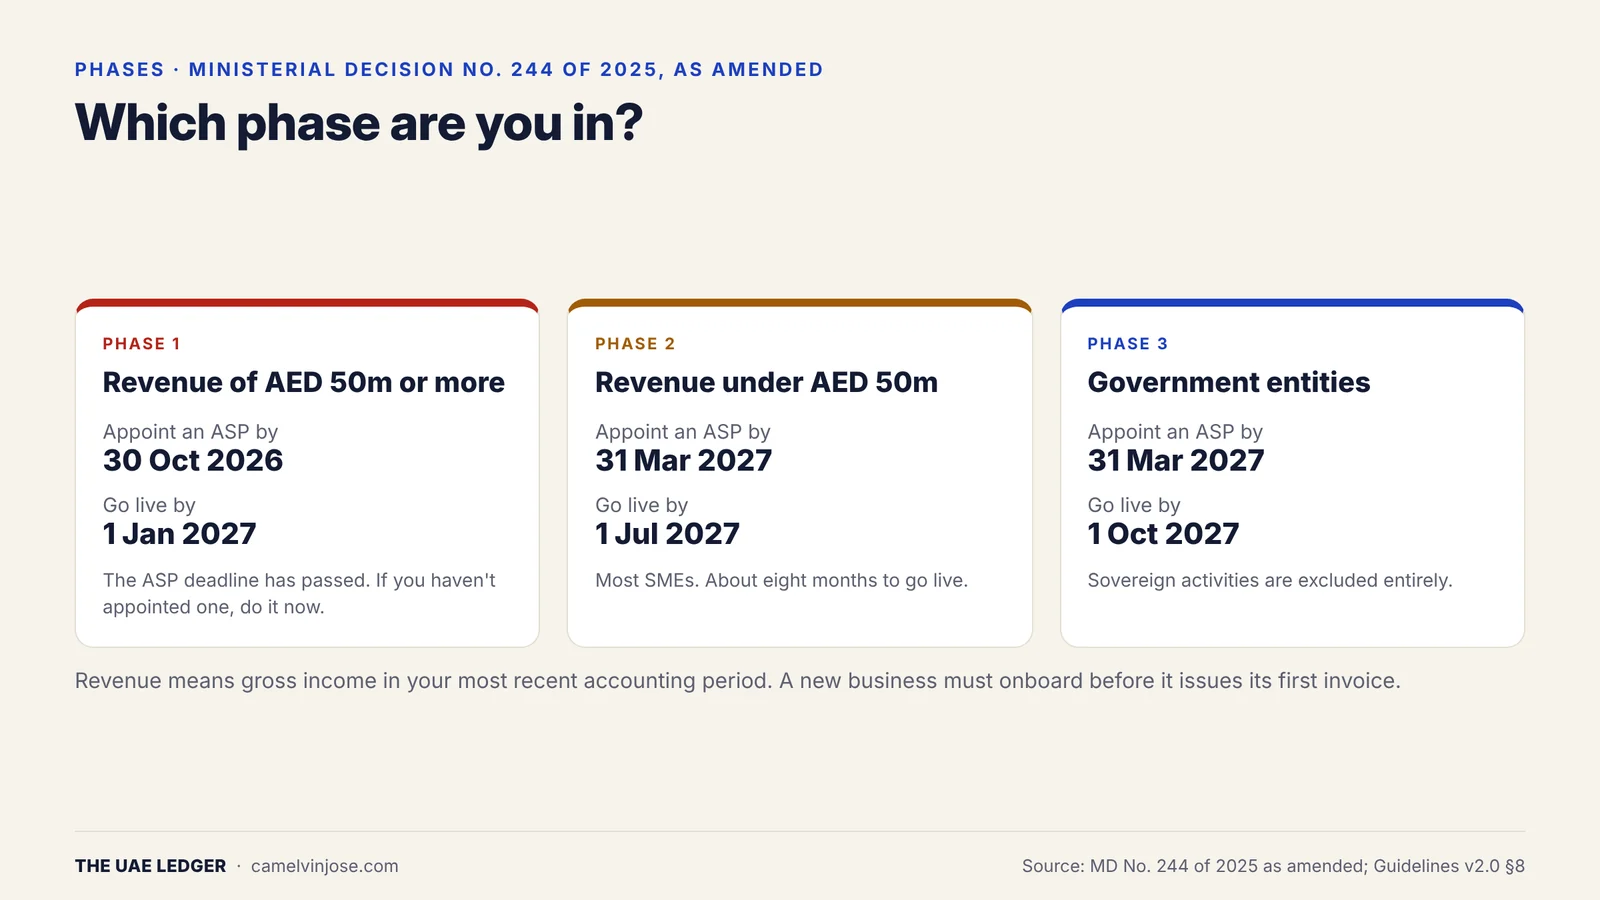 PHASES · MINISTERIAL DECISION NO. 244 OF 2025, AS AMENDED
Which phase are you in?
PHASE 1
Revenue of AED 50m or more
Appoint an ASP by
30 Oct 2026
Go live by
1 Jan 2027
The ASP deadline has passed. If you haven't
appointed one, do it now.
PHASE 2
Revenue under AED 50m
Appoint an ASP by
31 Mar 2027
Go live by
1 Jul 2027
Most SMEs. About eight months to go live.
PHASE 3
Government entities
Appoint an ASP by
31 Mar 2027
Go live by
1 Oct 2027
Sovereign activities are excluded entirely.
Revenue means gross income in your most recent accounting period. A new business must onboard before it issues its first invoice.
THE UAE LEDGER · camelvinjose.com
Source: MD No. 244 of 2025 as amended; Guidelines v2.0 §8